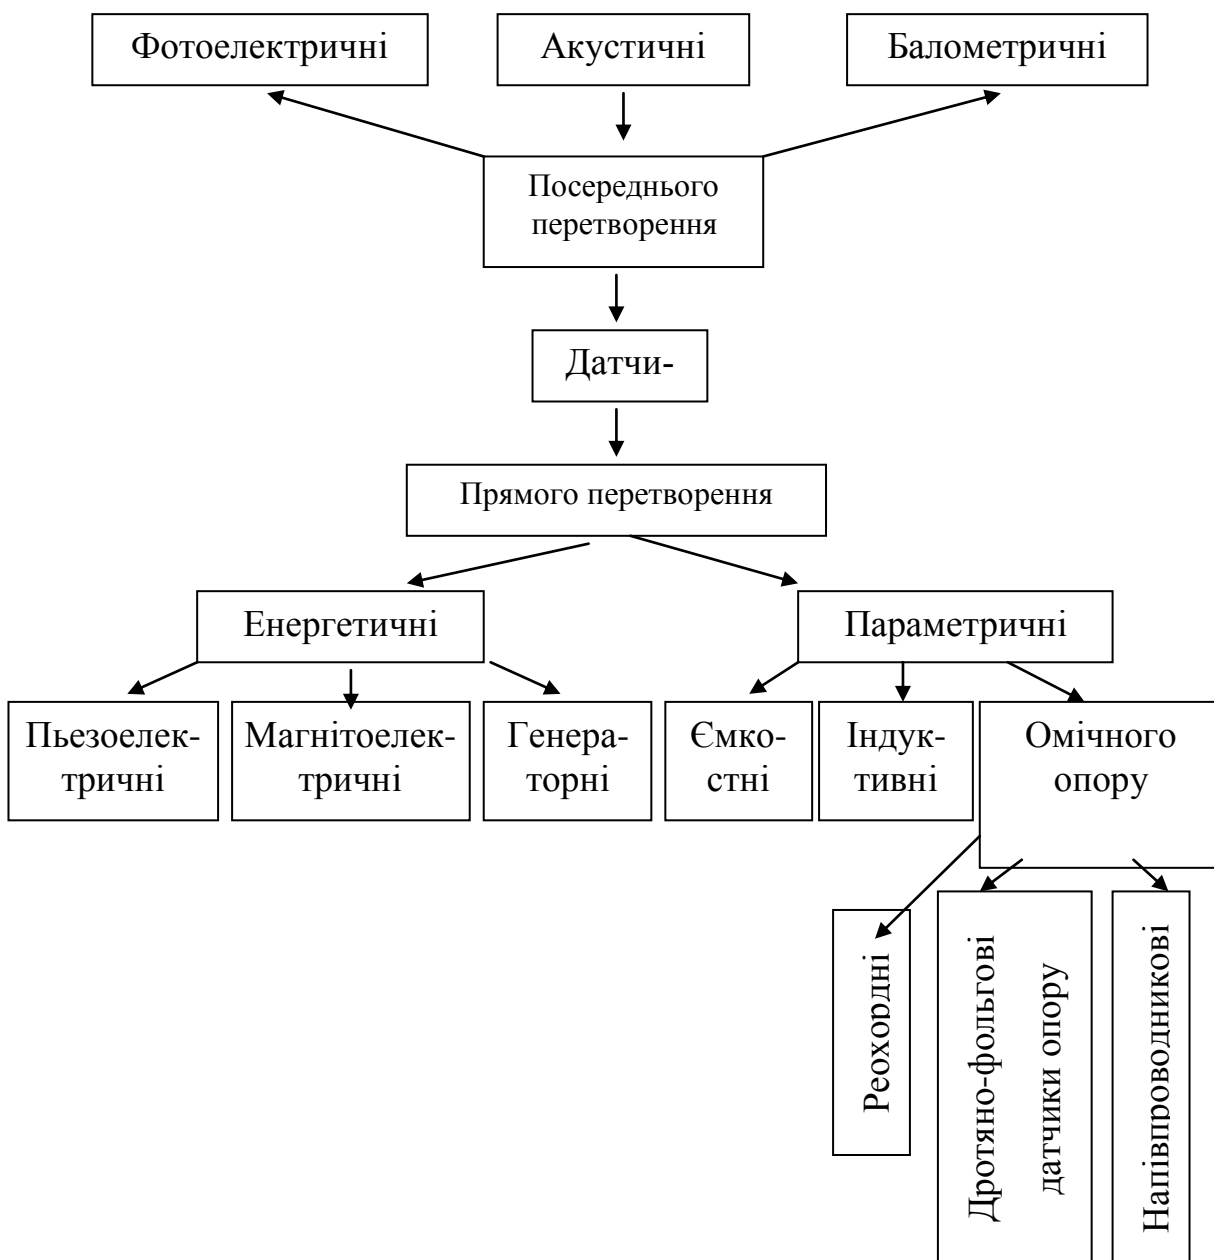 Фотоелектричні
Акустичні
Балометричні
Посереднього
перетворення
Датчи-
Прямого перетворення
Енергетичні
Параметричні
Пьезоелек-
тричні
Магнітоелек-
тричні
Генера-
торні
Ємко-
стні
Індук-
тивні
Омічного
опору
Реохордні
Дротяно-фольгові
датчики опору
Напівпроводникові